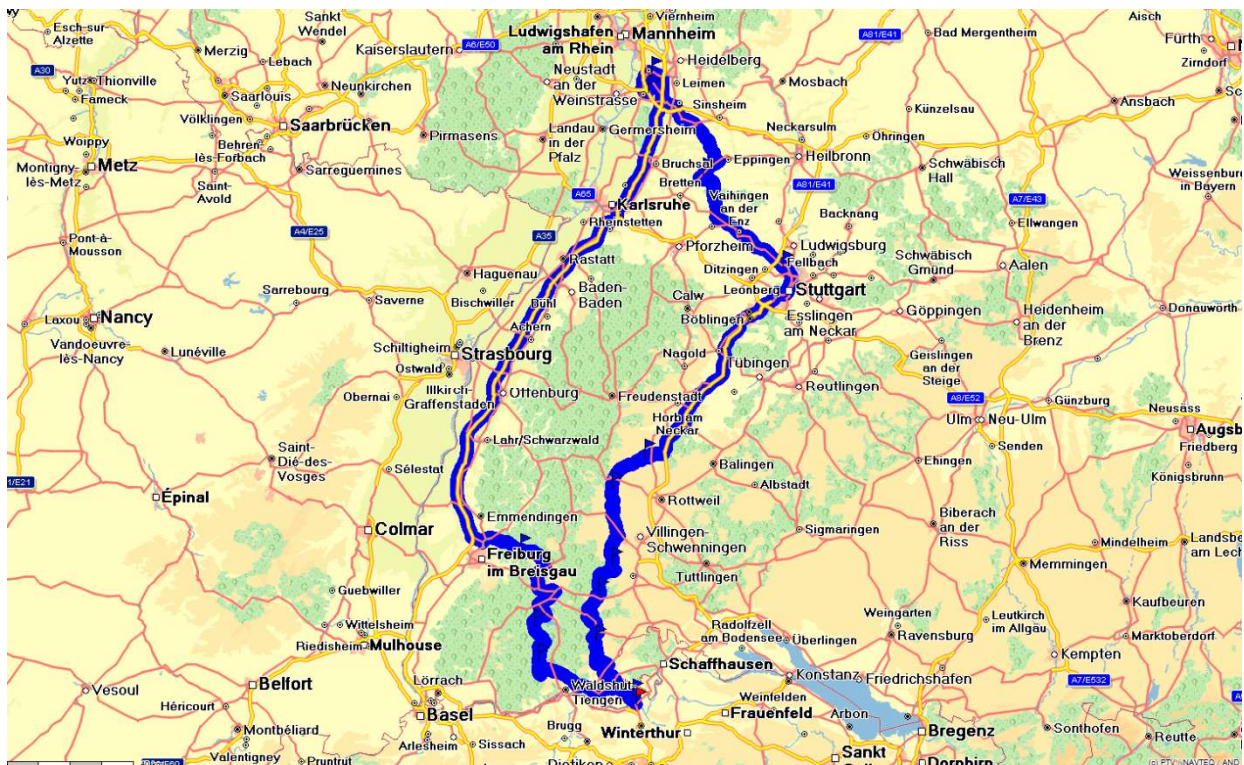 Esch-sur-
Alzette
Merzig
Sankt
Wendel
Kaiserslautern
A6/E50
Ludwigshafen
am Rhein
Viernheim
Mannheim
A81/E41
Bad Mergentheim
Aisch
Fürth
Zirndorf
A30
Yutz
Thionville
Fameck
Lebach
Saarlouis
Neunkirchen
Neustadt
an der
Weinstrasse
Heidelberg
Leimen
Mosbach
Sinsheim
Künzelsau
Ansbach
Völklingen
Saarbrücken
Behren-
lès-Forbach
Pirmasens
Landau
in der
Pfalz
Germersheim
Neckarsulm
Öhringen
Woippy
Metz
Montigny-
lès-Metz
Saint-
Avold
Sarreguemines
Bruchsal
Eppingen
Heilbronn
Schwäbisch
Hall
Weissenburg
in Bayern
Bretten
A81/E41
A65
Karlsruhe
Vaihingen
an der
Enz
Backnang
A7/E43
Ellwangen
Rheinstetten
A4/E25
A35
Pont-à-
Mousson
Pforzheim
Ludwigsburg
Fellbach
Ditzingen
Schwäbisch
Gmünd
Aalen
Rastatt
Haguenau
Baden-
Baden
Leonberg
Stuttgart
Calw
Sarrebourg
Saverne
Bischwiller
Bühl
Achern
Böblingen
Esslingen
am Neckar
Göppingen
Heidenheim
an der
Brenz
Donauwörth
Nancy
Laxou
Vandoeuvre-
lès-Nancy
Lunéville
Schiltigheim
Strasbourg
Ostwald
Nagold
Tübingen
Reutlingen
Geislingen
an der
Steige
Illkirch-
Graffenstaden
Obernai
Offenburg
Freudenstadt
A8/E52
Günzburg
Neusäss
Ulm
Neu-Ulm
Augsb
Friedberg
Horb am
Neckar
Senden
Lahr/Schwarzwald
Saint-
Dié-des-
Vosges
Sélestat
Balingen
Albstadt
Ehingen
Königsbrunn
Épinal
Rottweil
Emmendingen
Colmar
Villingen-
Schwenningen
Sigmaringen
Biberach
an der
Riss
Mindelheim
Landsbe
am Lech
Freiburg
im Breisgau
Tuttlingen
Memmingen
Guebwiller
Kaufbeuren
Wittelsheim
Riedisheim
Mulhouse
Radolfzell
am Bodensee
Überlingen
Weingarten
Ravensburg
Leutkirch
im Allgäu
Marktoberdorf
Schaffhausen
Konstanz
Friedrichshafen
Kempten
A7/E532
Vesoul
Belfort
Lörrach
Waldshut-
Tiengen
Weinfelden
Héricourt
Basel
Frauenfeld
Arbon
Bregenz
Sonthofen
Reutte
Montbéliard
Valentigney
Arlesheim
Sissach
Brugg
Winterthur
Sankt
Pruntrut
Dietikon
Dornbirn
(c) PTV, NAVTEQ, AND